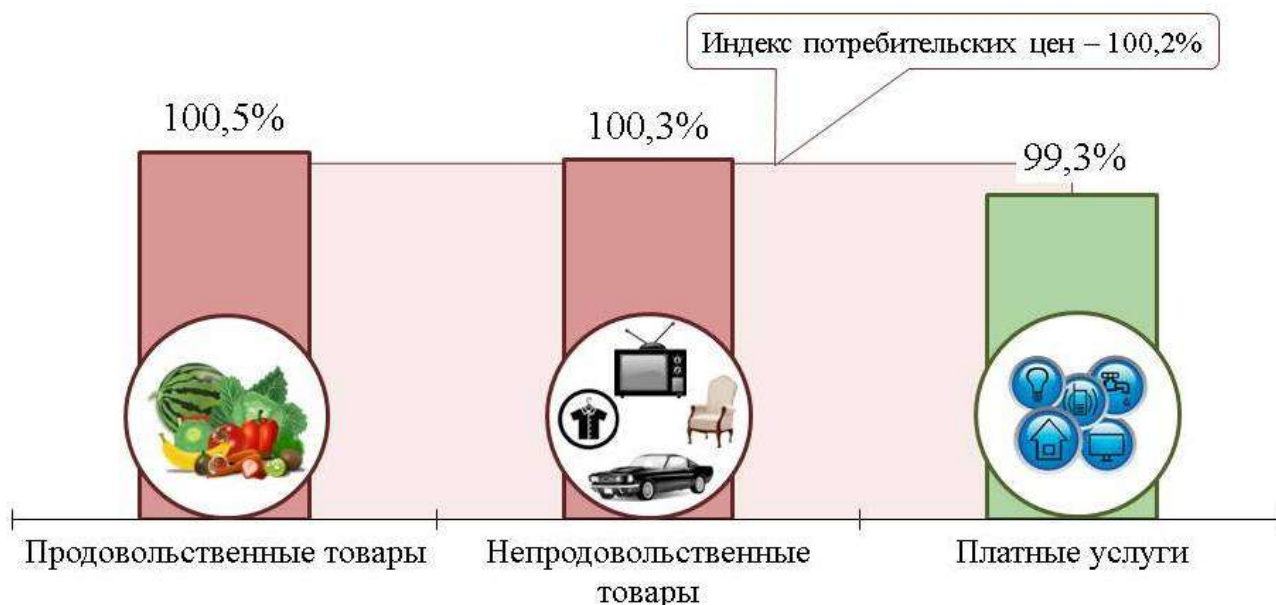 Индекс потребительских цен – 100,2%
100,5%
100,3%
99,3%
Продовольственные товары
Непродовольственные
товары
Платные услуги